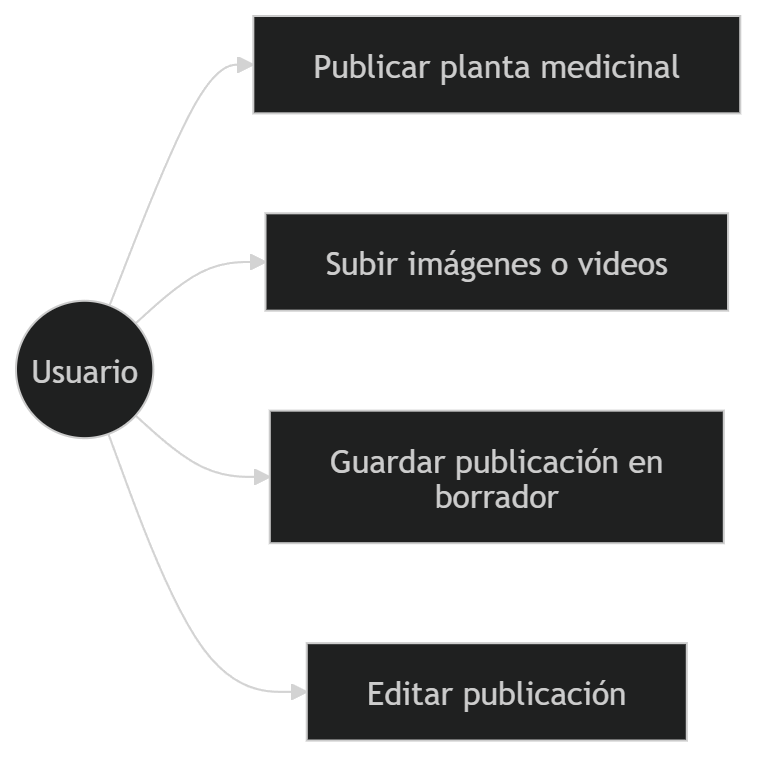 Publicar planta medicinal
Subir imágenes o videos
Usuario
Guardar publicación en
borrador
Editar publicación